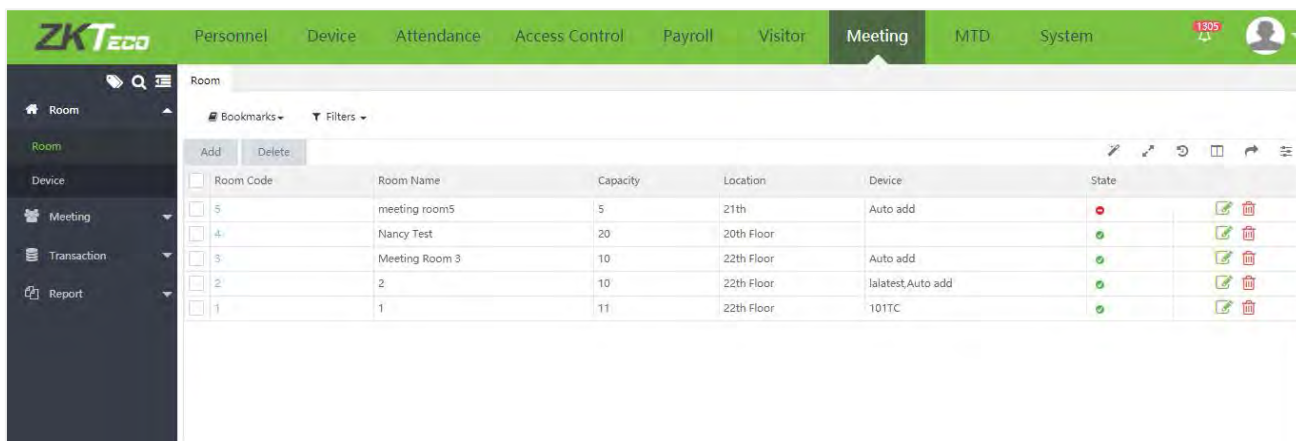 ZKTeco Personnel Device Attendance Access Control Payroll Visitor Meeting MTD System 1305
Room
Room
Bookmarks Filters
Room
Add Delete
Device
Room Code Room Name Capacity Location Device State
Meeting
5 meeting room5 5 21th Auto add
4 Nancy Test 20 20th Floor
Transaction
3 Meeting Room 3 10 22th Floor Auto add
2 2 10 22th Floor lalatest,Auto add
Report
1 1 11 22th Floor 101TC